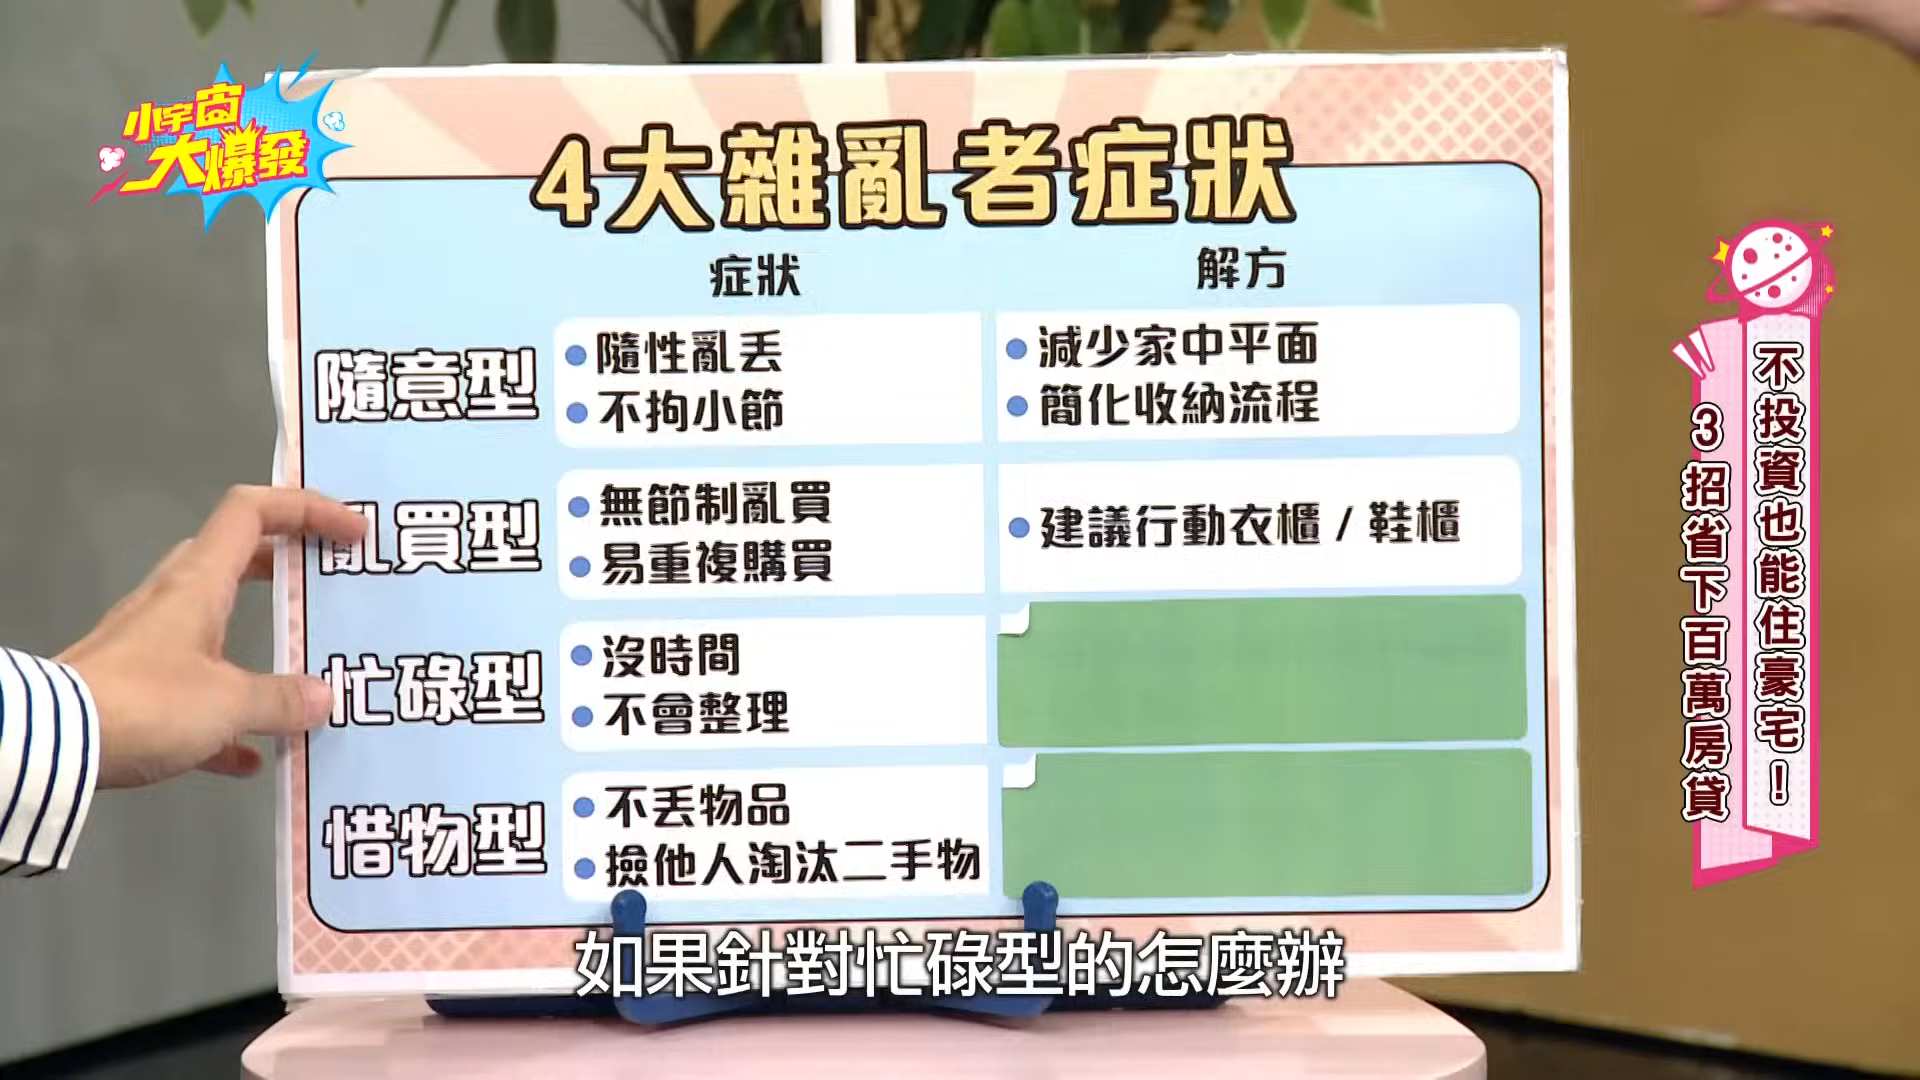 小宇宙
大爆發
4大雜亂者症狀
症狀
解方
隨意型
隨性亂丟
不拘小節
減少家中平面
簡化收納流程
亂買型
無節制亂買
易重複購買
建議行動衣櫃 / 鞋櫃
忙碌型
沒時間
不會整理
惜物型
不丟物品
撿他人淘汰二手物
不投資也能住豪宅！
3招省下百萬房貸
如果針對忙碌型的怎麼辦